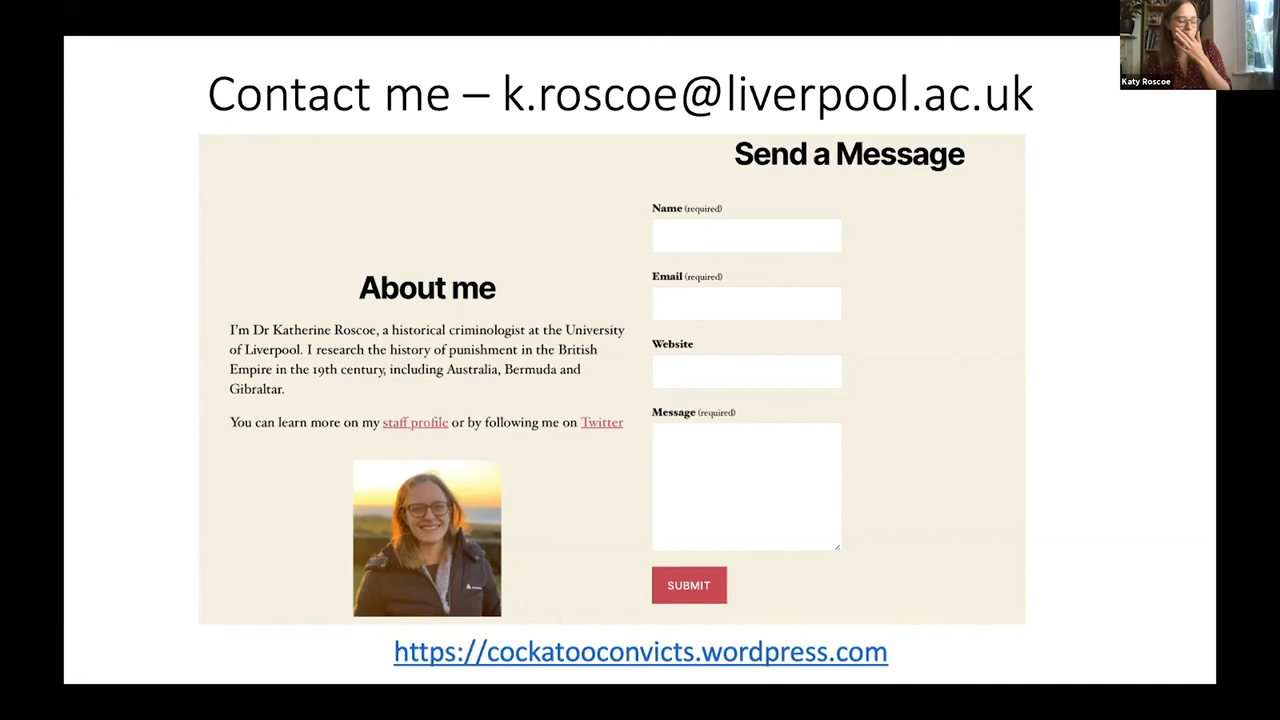 Contact me – k.roscoe@liverpool.ac.uk
Katy Roscoe
About me
I'm Dr Katherine Roscoe, a historical criminologist at the University
of Liverpool. I research the history of punishment in the British
Empire in the 19th century, including Australia, Bermuda and
Gibraltar.
You can learn more on my staff profile or by following me on Twitter
Send a Message
Name (required)
Email (required)
Website
Message (required)
SUBMIT
https://cockatooconvicts.wordpress.com